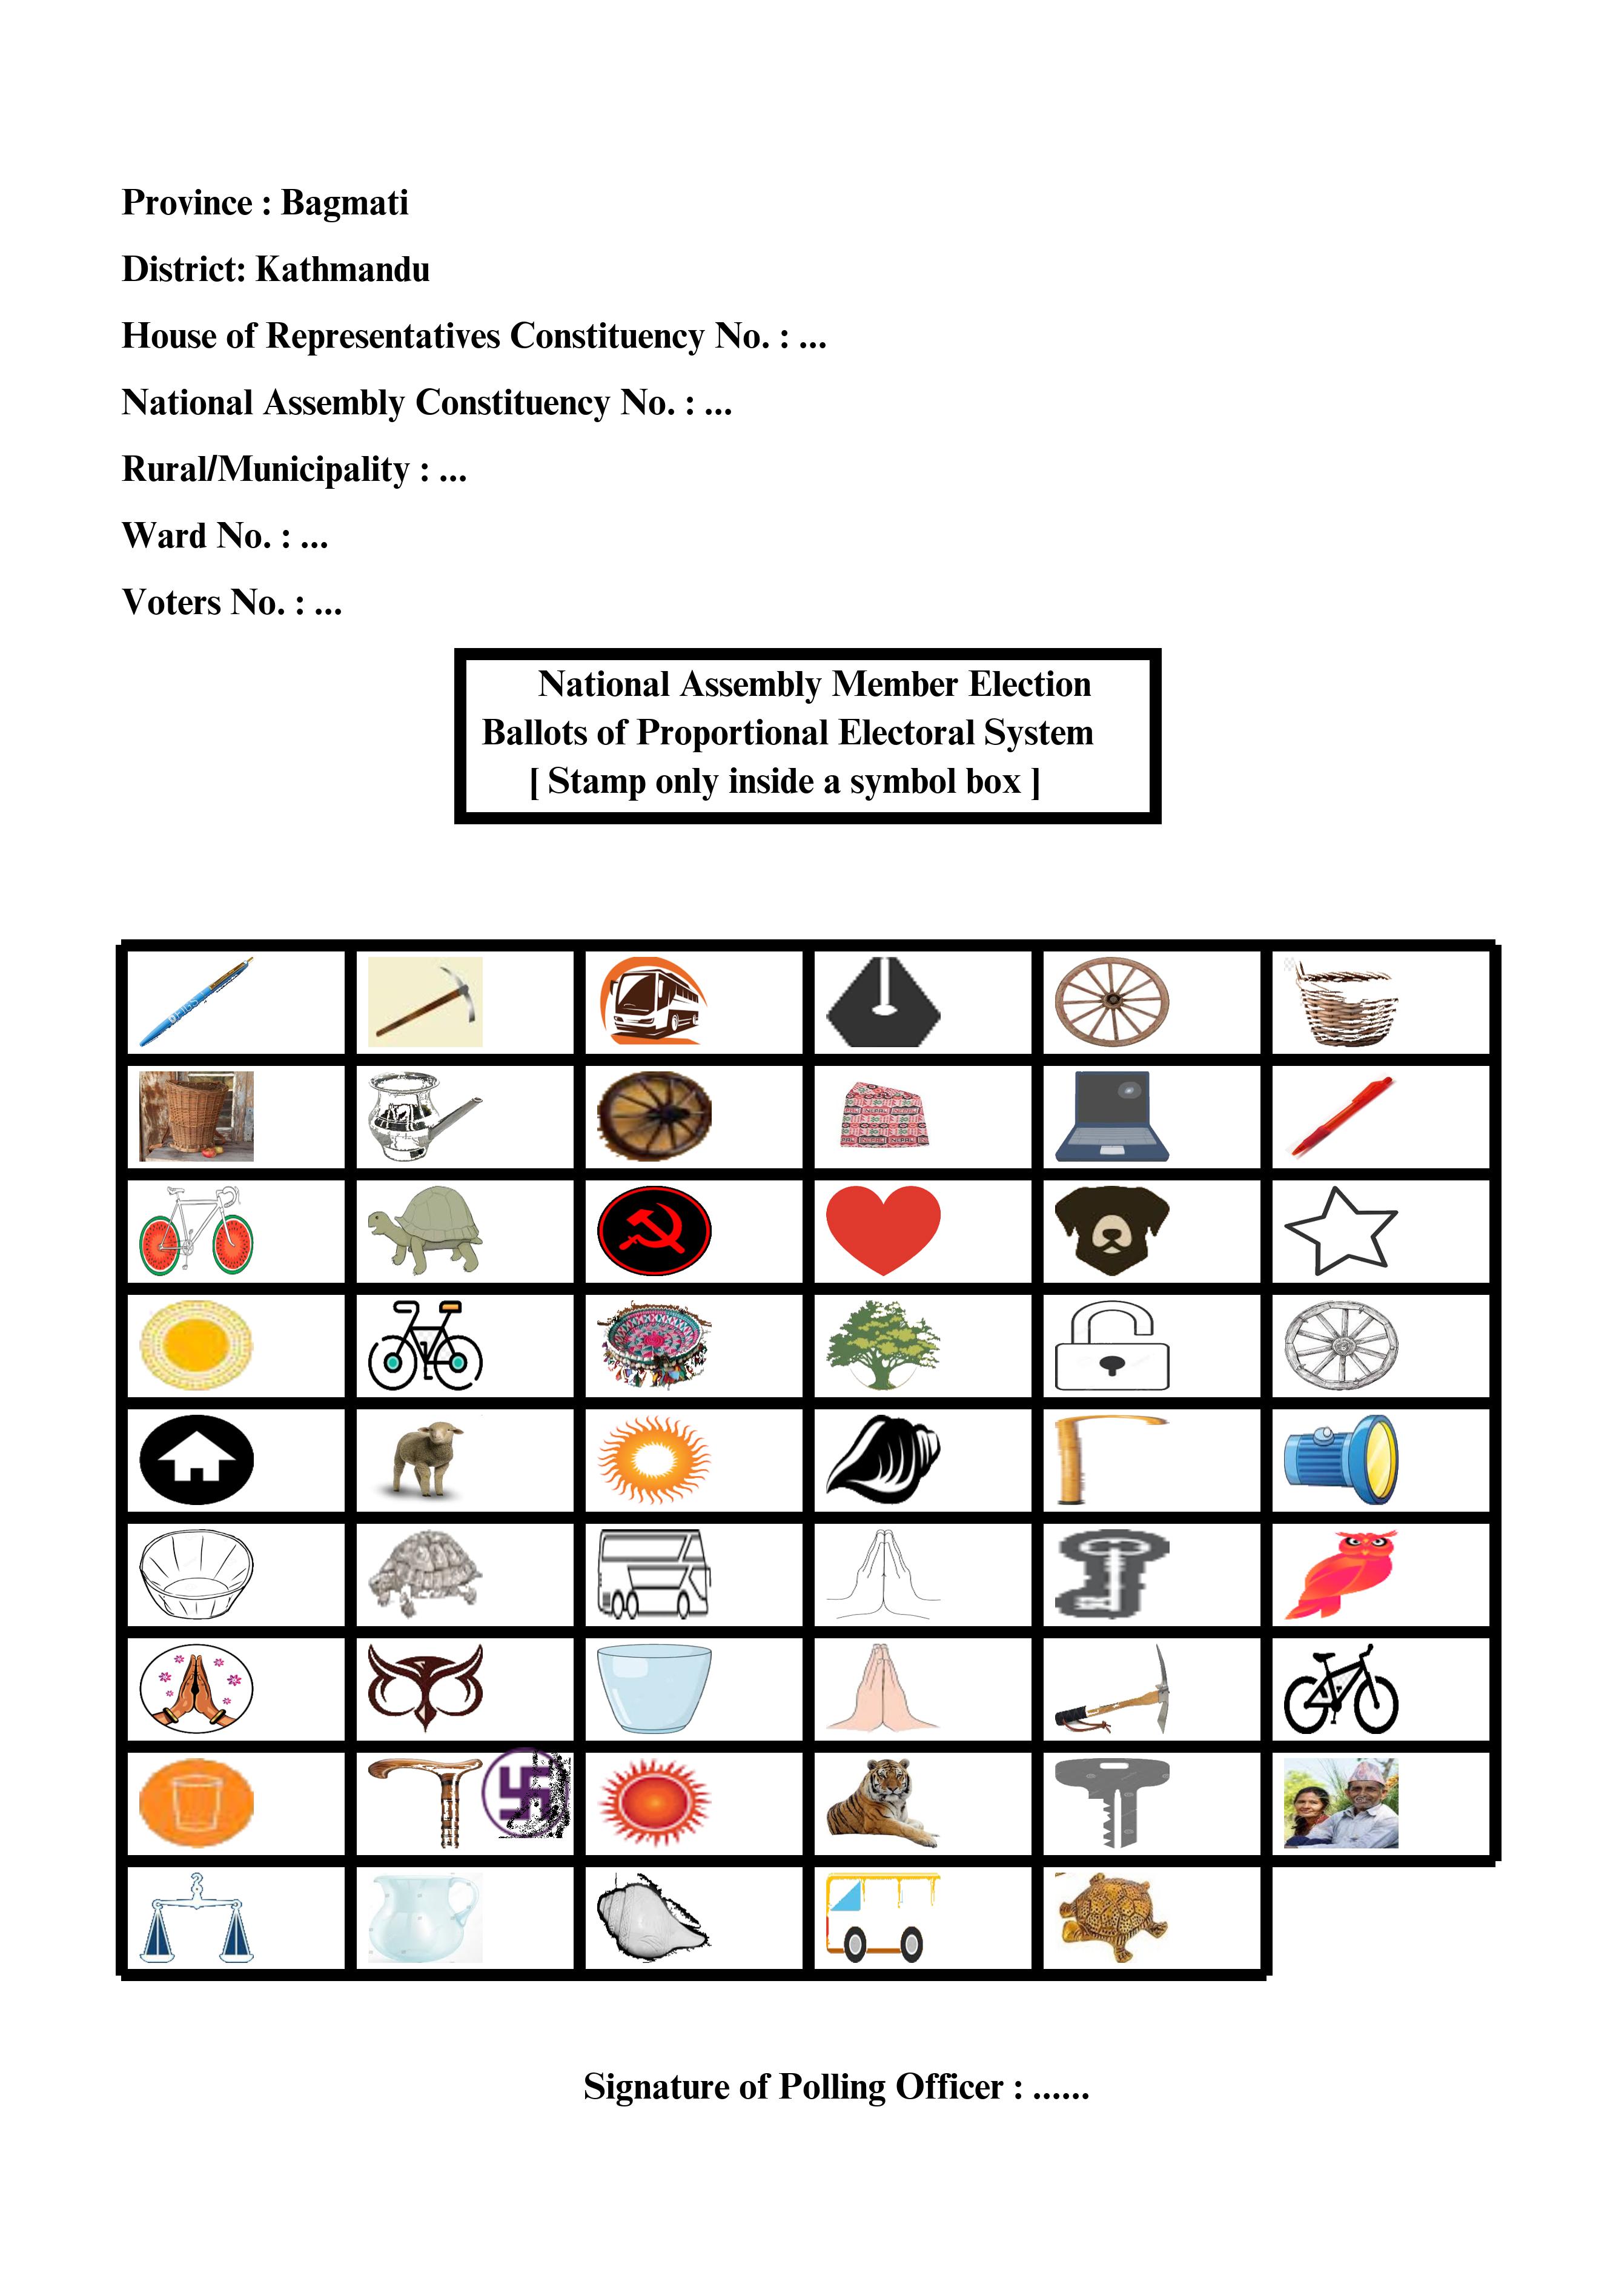 Province : Bagmati
District: Kathmandu
House of Representatives Constituency No. : ...
National Assembly Constituency No. : ...
Rural/Municipality : ...
Ward No. : ...
Voters No. : ...
National Assembly Member Election
Ballots of Proportional Electoral System
[ Stamp only inside a symbol box ]
Signature of Polling Officer : ......